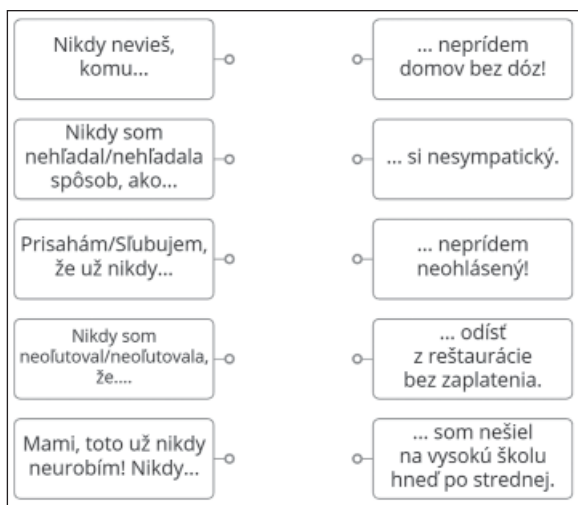 Nikdy nevieš,
komu...
... neprídem
domov bez dóz!
Nikdy som
nehľadal/nehľadala
spôsob, ako...
... si nesympatický.
Prisahám/Sľubujem,
že už nikdy...
... neprídem
neohlásený!
Nikdy som
neoľutoval/neoľutovala,
že....
... odísť
z reštaurácie
bez zaplatenia.
Mami, toto už nikdy
neurobím! Nikdy...
... som nešiel
na vysokú školu
hneď po strednej.